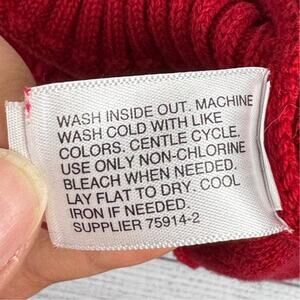 WASH INSIDE OUT. MACHINE
WASH COLD WITH LIKE
COLORS. GENTLE CYCLE.
USE ONLY NON-CHLORINE
BLEACH WHEN NEEDED.
LAY FLAT TO DRY. COOL
IRON IF NEEDED.
SUPPLIER 75914-2